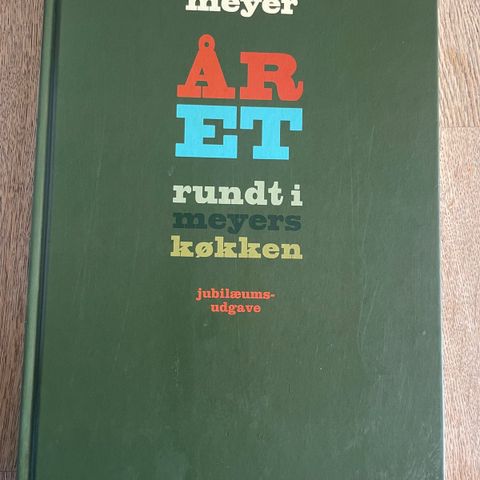 meyer
ÅR
ET
rundt i
meyers
køkken
jubilæums-
udgave